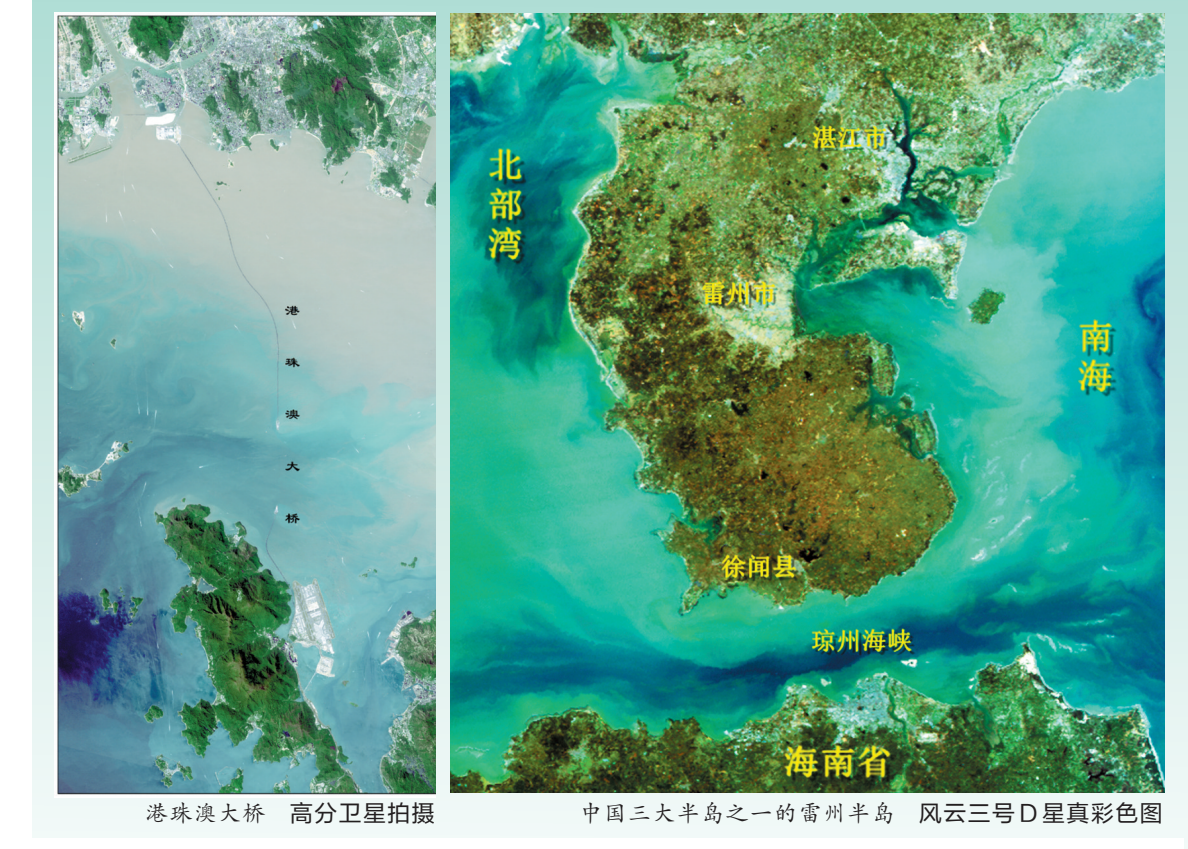 港珠澳大桥
北部湾
湛江市
雷州市
南海
徐闻县
琼州海峡
海南省
港珠澳大桥 高分卫星拍摄
中国三大半岛之一的雷州半岛 风云三号D星真彩色图